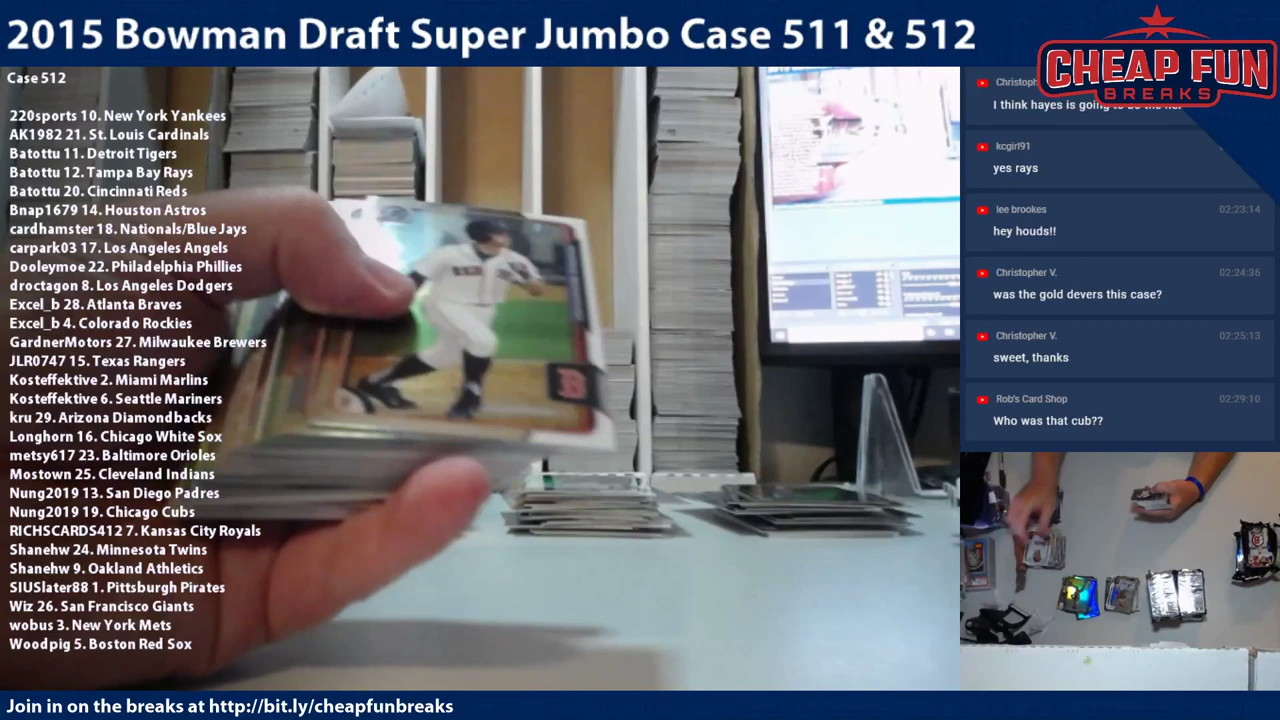 2015 Bowman Draft Super Jumbo Case 511 & 512
CHEAP FUN
BREAKS
Case 512
220sports 10. New York Yankees
AK1982 21. St. Louis Cardinals
Batottu 11. Detroit Tigers
Batottu 12. Tampa Bay Rays
Batottu 20. Cincinnati Reds
Bnap1679 14. Houston Astros
cardhamster 18. Nationals/Blue Jays
carpark03 17. Los Angeles Angels
Dooleymoe 22. Philadelphia Phillies
droctagon 8. Los Angeles Dodgers
Excel_b 28. Atlanta Braves
Excel_b 4. Colorado Rockies
GardnerMotors 27. Milwaukee Brewers
JLR0747 15. Texas Rangers
Kosteffektive 2. Miami Marlins
Kosteffektive 6. Seattle Mariners
kru 29. Arizona Diamondbacks
Longhorn 16. Chicago White Sox
metsy617 23. Baltimore Orioles
Mostown 25. Cleveland Indians
Nung2019 13. San Diego Padres
Nung2019 19. Chicago Cubs
RICHSCARDS412 7. Kansas City Royals
Shanehw 24. Minnesota Twins
Shanehw 9. Oakland Athletics
SIUSlater88 1. Pittsburgh Pirates
Wiz 26. San Francisco Giants
wobus 3. New York Mets
Woodpig 5. Boston Red Sox
B
Christoph
I think hayes is going to be the
kcgirl91
yes rays
lee brookes 02:23:14
hey houds!!
Christopher V. 02:24:36
was the gold devers this case?
Christopher V. 02:25:13
sweet, thanks
Rob's Card Shop 02:29:10
Who was that cub??
Join in on the breaks at http://bit.ly/cheapfunbreaks